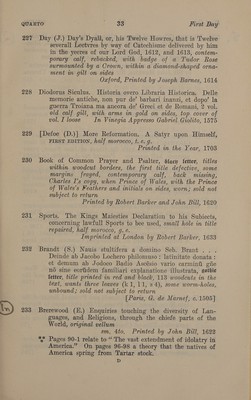 QUARTO 33 First Day
227 Day (J.) Day's Dyall, or, his Twelve Howres, that is Twelve
severall Lectvres by way of Catechisme delivered by him
in the yeeres of our Lord God, 1612, and 1613, contem-
porary calf, rebacked, with badge of a Tudor Rose
surmounted by a Crown, within a diamond-shaped orna-
ment in gilt on sides
Oxford, Printed by Joseph Barnes, 1614
228 Diodorus Siculus. Historia overo Libraria Historica. Delle
memorie antiche, non pur de' barbari inanzi, et dopo' la
guerra Troiana ma ancora de' Greci et de Romani, 2 vol.
old calf gilt, with arms in gold on sides, top cover of
vol. 1 loose In Vinegia Appresso Gabriel Giolito, 1575
229 [Defoe (D.)] More Reformation. A Satyr upon Himself,
FIRST EDITION, half morocco, t. e. g.
Printed in the Year, 1703
230 Book of Common Prayer and Psalter, black letter, titles
within woodcut borders, the first title defective, some
margins frayed, contemporary calf, back missing,
Charles I's copy, when Prince of Wales, with the Prince
of Wales's Feathers and initials on sides, worn; sold not
subject to return
Printed by Robert Barker and John Bill, 1620
231 Sports. The Kings Maiesties Declaration to his Subjects,
concerning lawfull Sports to bee used, small hole in title
repaired, half morocco, g. e.
Imprinted at London by Robert Barker, 1633
232 Brandt (S.) Nauis stultifera a domino Seb. Brant . . .
Deinde ab Jacobo Lochero philomuso : latinitate donata :
et demum ab Jodoco Badio Ascësio vario carminū gñe
nõ sine eorūdem familiari explanatione illustrata, gothic
letter, title printed in red and black, 115 woodcuts in the
text, wants three leaves (k 1, 11, s 4), some worm-holes,
unbound; sold not subject to return
[Paris, G. de Marnef, c. 1505]
233 Brerewood (E.) Enquiries touching the diversity of Lan-
guages, and Religions, through the chiefe parts of the
World, original vellum
sm. 4to. Printed by John Bill, 1622
*** Pages 90-1 relate to "The vast extendment of idolatry in
America." On pages 96-98 a theory that the natives of
America spring from Tartar stock.
D